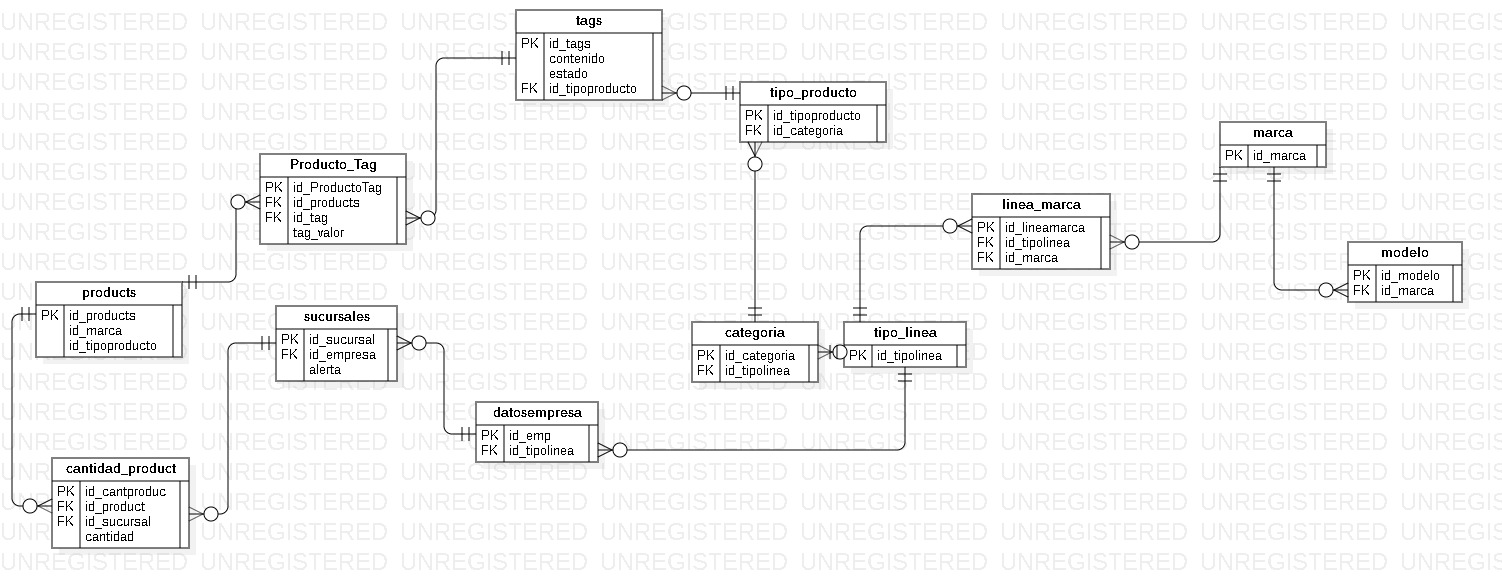 tags
PK id_tags
contenido
estado
FK id_tipoproducto
tipo_producto
PK id_tipoproducto
FK id_categoria
marca
PK id_marca
Producto_Tag
PK id_ProductoTag
FK id_products
FK id_tag
tag_valor
linea_marca
PK id_lineamarca
FK id_tipolinea
FK id_marca
modelo
PK id_modelo
FK id_marca
products
PK id_products
id_marca
id_tipoproducto
sucursales
PK id_sucursal
FK id_empresa
alerta
categoria
PK id_categoria
FK id_tipolinea
tipo_linea
PK id_tipolinea
datosempresa
PK id_emp
FK id_tipolinea
cantidad_product
PK id_cantproduc
FK id_product
FK id_sucursal
cantidad
UNREGISTERED